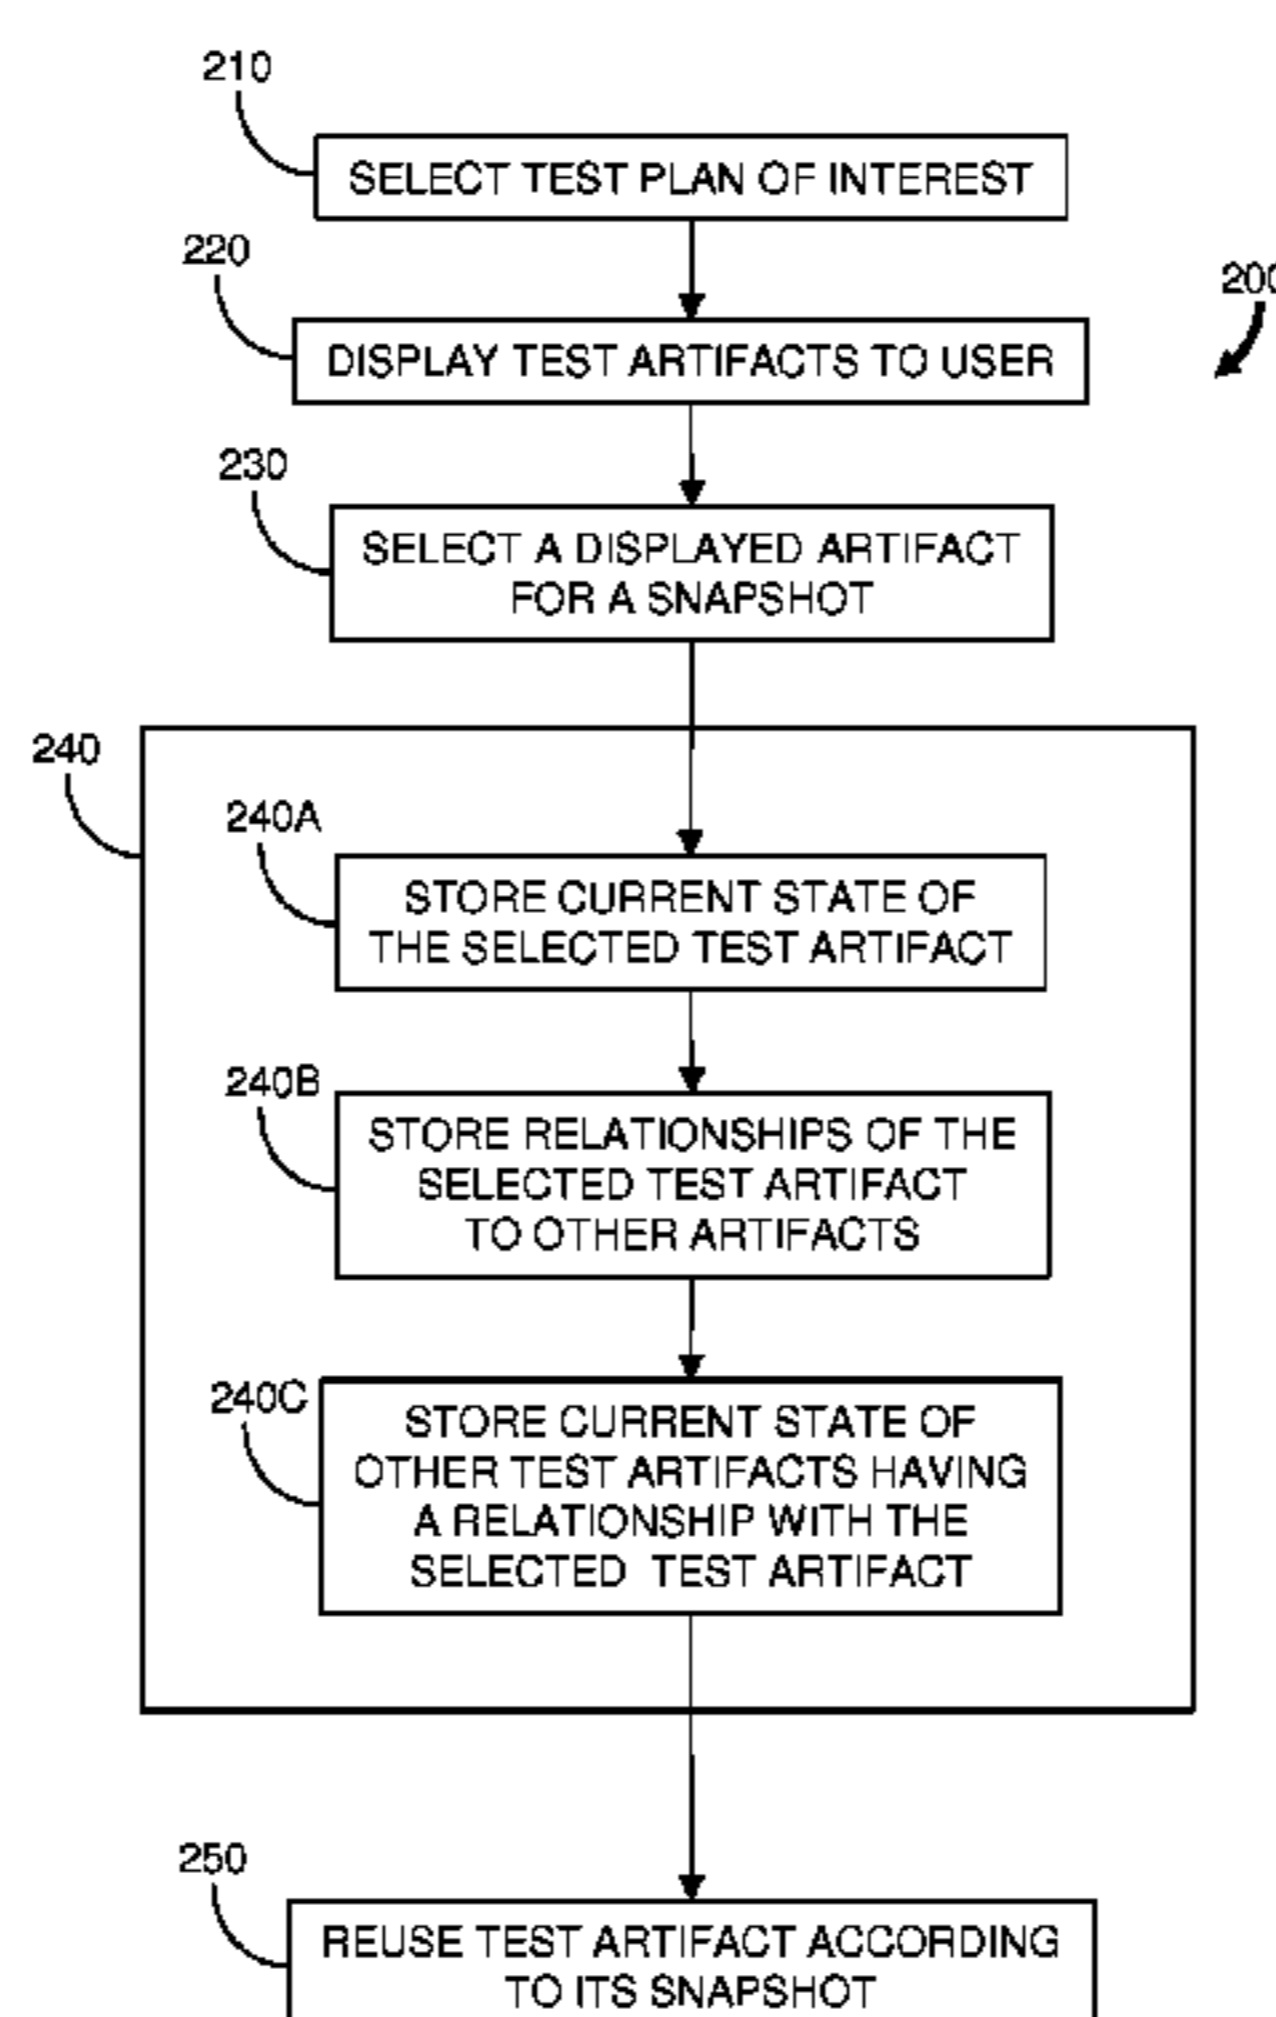 210
SELECT TEST PLAN OF INTEREST
220
200
DISPLAY TEST ARTIFACTS TO USER
230
SELECT A DISPLAYED ARTIFACT
FOR A SNAPSHOT
240
240A
STORE CURRENT STATE OF
THE SELECTED TEST ARTIFACT
240B
STORE RELATIONSHIPS OF THE
SELECTED TEST ARTIFACT
TO OTHER ARTIFACTS
240C
STORE CURRENT STATE OF
OTHER TEST ARTIFACTS HAVING
A RELATIONSHIP WITH THE
SELECTED TEST ARTIFACT
250
REUSE TEST ARTIFACT ACCORDING
TO ITS SNAPSHOT